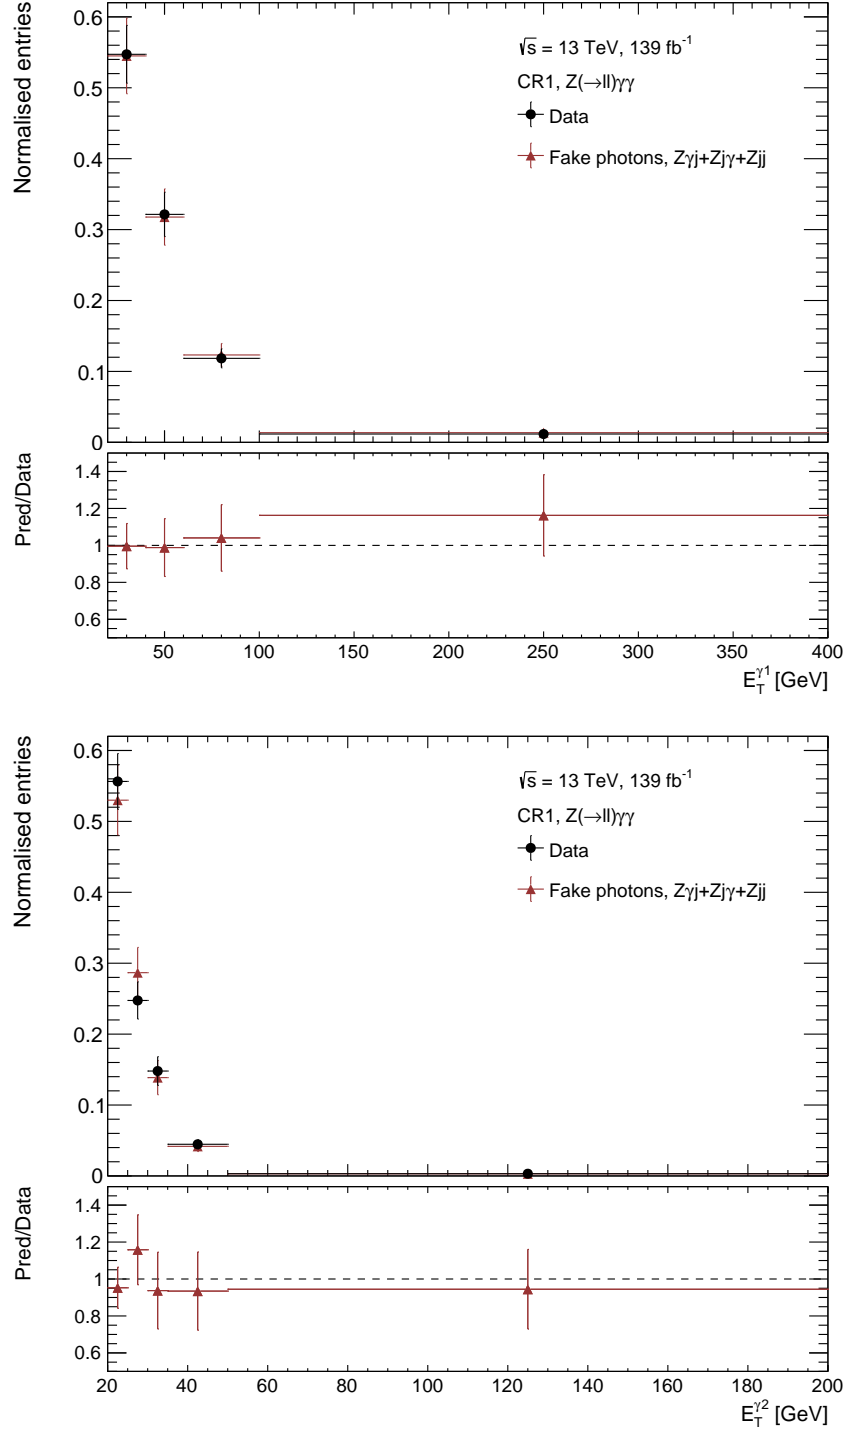 Normalised entries
0.6
0.5
0.4
0.3
0.2
0.1
0
√s = 13 TeV, 139 fb⁻¹
CR1, Z(→ll)γγ
Data
Fake photons, Zγj+Zjγ+Zjj
Pred/Data
1.4
1.2
1
0.8
0.6
50 100 150 200 250 300 350 400
E_T^γ1 [GeV]
Normalised entries
0.6
0.5
0.4
0.3
0.2
0.1
0
√s = 13 TeV, 139 fb⁻¹
CR1, Z(→ll)γγ
Data
Fake photons, Zγj+Zjγ+Zjj
Pred/Data
1.4
1.2
1
0.8
0.6
20 40 60 80 100 120 140 160 180 200
E_T^γ2 [GeV]